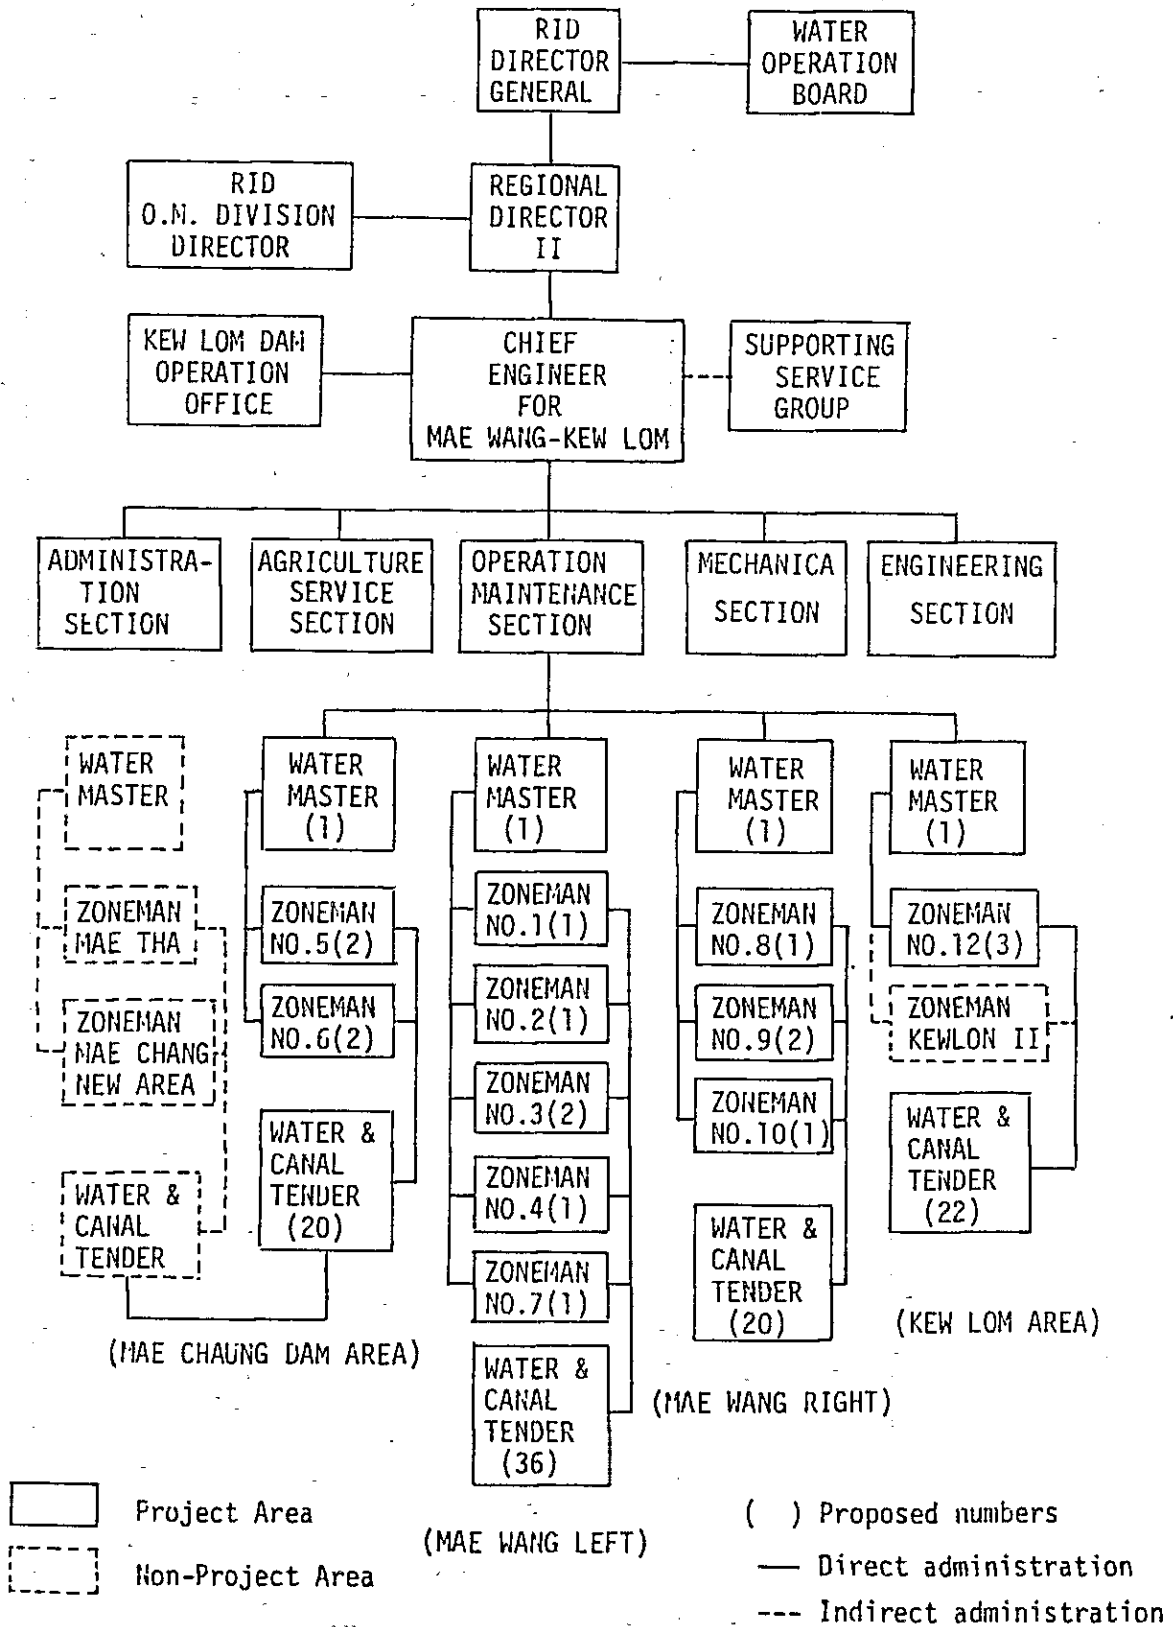 RID
DIRECTOR
GENERAL
WATER
OPERATION
BOARD
RID
O.M. DIVISION
DIRECTOR
REGIONAL
DIRECTOR
II
KEW LOM DAM
OPERATION
OFFICE
CHIEF
ENGINEER
FOR
MAE WANG-KEW LOM
SUPPORTING
SERVICE
GROUP
ADMINISTRA-
TION
SECTION
AGRICULTURE
SERVICE
SECTION
OPERATION
MAINTENANCE
SECTION
MECHANICA
SECTION
ENGINEERING
SECTION
WATER
MASTER
ZONEMAN
MAE THA
ZONEMAN
MAE CHANG
NEW AREA
WATER &
CANAL
TENDER
WATER
MASTER
(1)
ZONEMAN
NO.5(2)
ZONEMAN
NO.6(2)
WATER &
CANAL
TENDER
(20)
(MAE CHAUNG DAM AREA)
WATER
MASTER
(1)
ZONEMAN
NO.1(1)
ZONEMAN
NO.2(1)
ZONEMAN
NO.3(2)
ZONEMAN
NO.4(1)
ZONEMAN
NO.7(1)
WATER &
CANAL
TENDER
(36)
(MAE WANG LEFT)
WATER
MASTER
(1)
ZONEMAN
NO.8(1)
ZONEMAN
NO.9(2)
ZONEMAN
NO.10(1)
WATER &
CANAL
TENDER
(20)
(MAE WANG RIGHT)
WATER
MASTER
(1)
ZONEMAN
NO.12(3)
ZONEMAN
KEWLON II
WATER &
CANAL
TENDER
(22)
(KEW LOM AREA)
Project Area
Non-Project Area
( ) Proposed numbers
Direct administration
Indirect administration